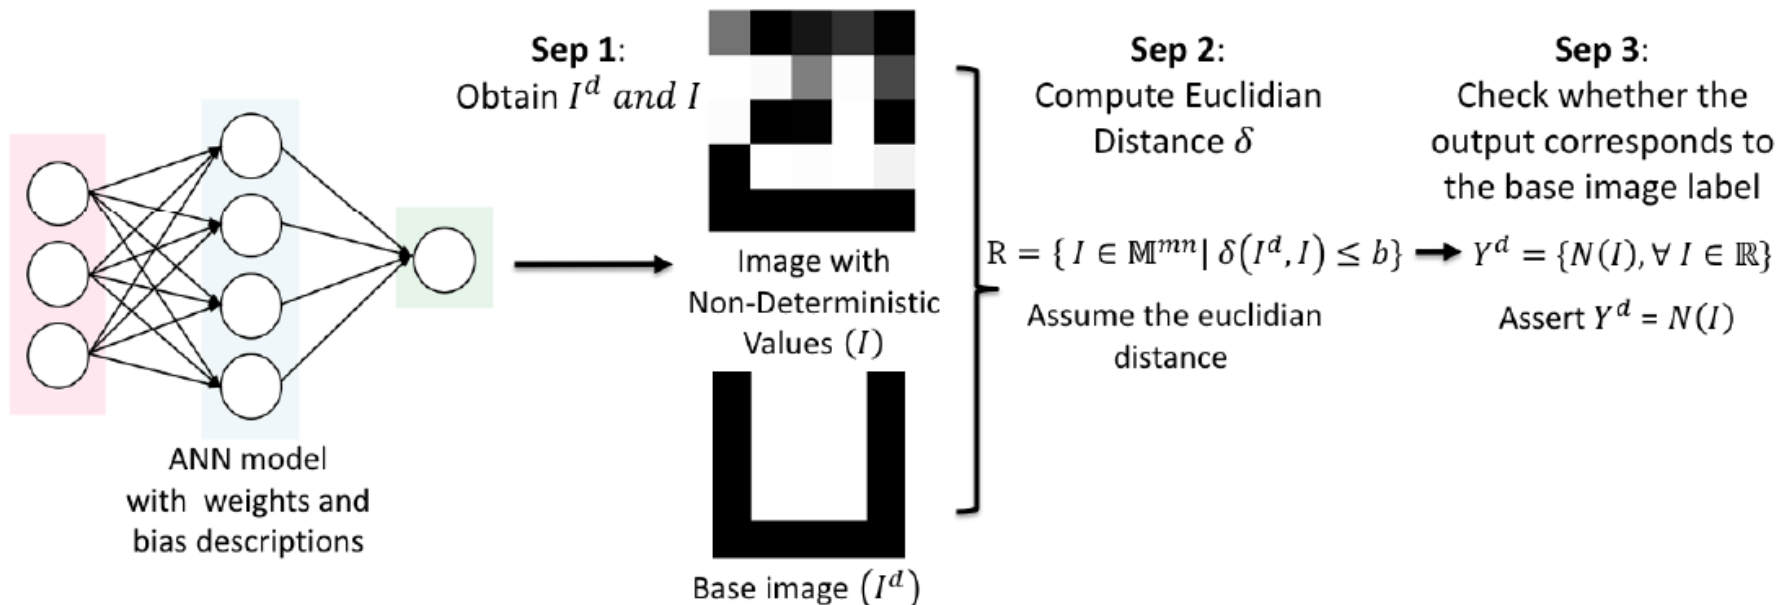 ANN model
with weights and
bias descriptions
Sep 1:
Obtain I^d and I
Image with
Non-Deterministic
Values (I)
Base image (I^d)
Sep 2:
Compute Euclidian
Distance δ
R = { I ∈ 𝕄^{mn} | δ(I^d, I) ≤ b}
Assume the euclidian
distance
Sep 3:
Check whether the
output corresponds to
the base image label
Y^d = {N(I), ∀ I ∈ ℝ}
Assert Y^d = N(I)